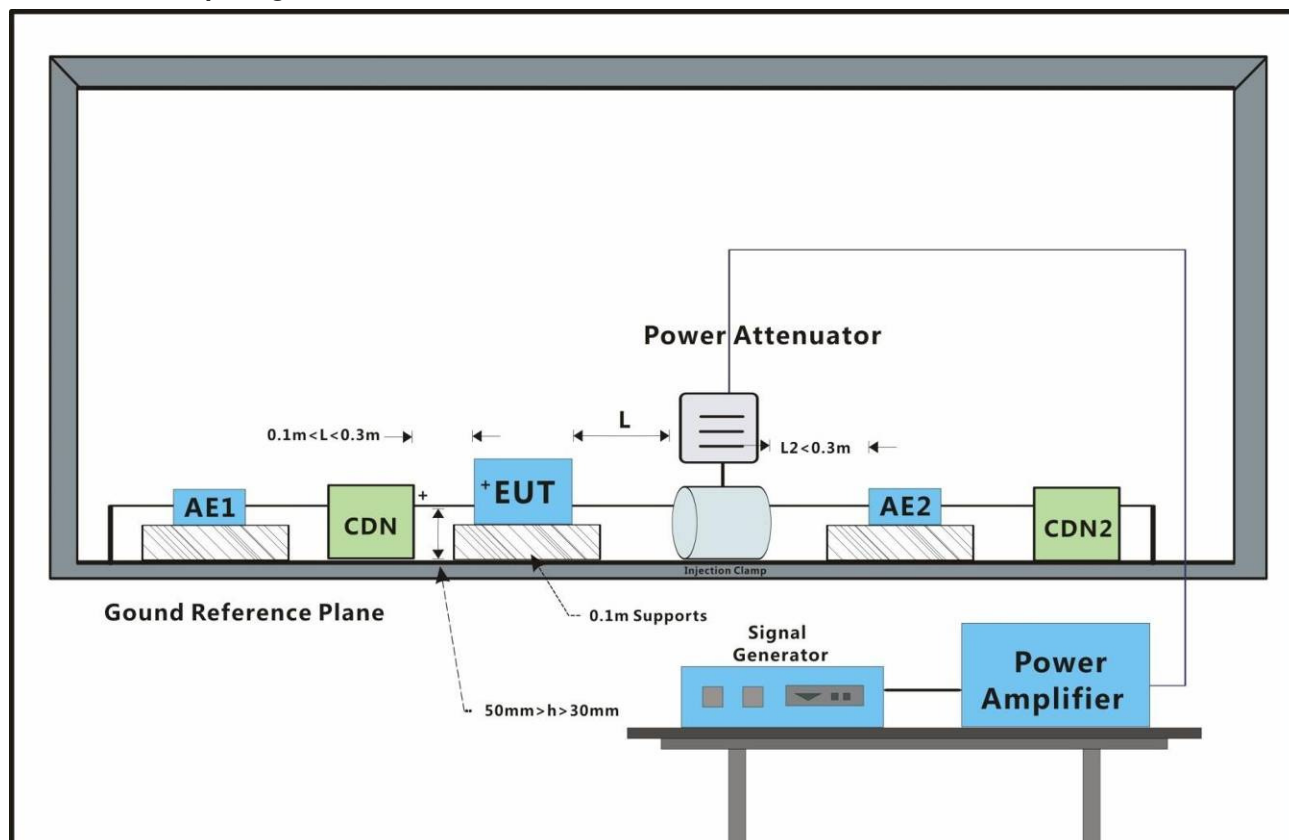 Power Attenuator
0.1m<L<0.3m
L
L2<0.3m
AE1
CDN
+
+EUT
AE2
CDN2
Injection Clamp
Gound Reference Plane
0.1m Supports
50mm>h>30mm
Signal
Generator
Power
Amplifier